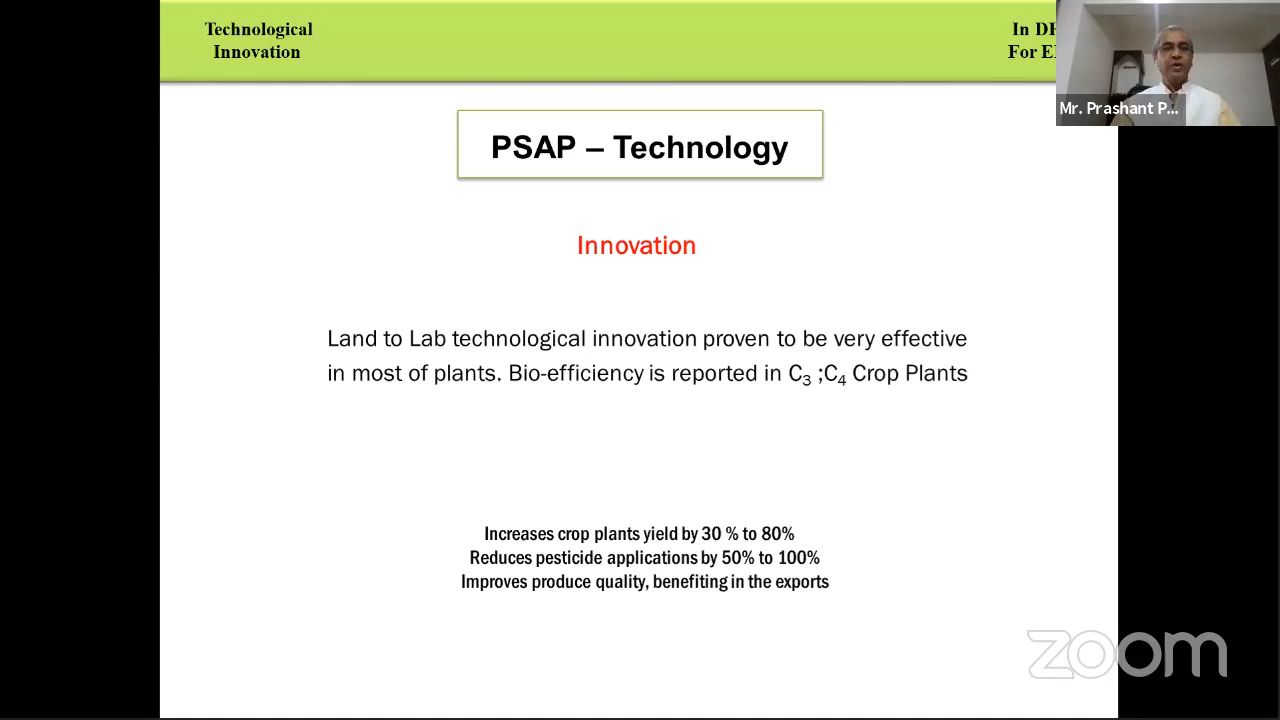 Technological
Innovation
In
For
Mr. Prashant P...
PSAP – Technology
Innovation
Land to Lab technological innovation proven to be very effective
in most of plants. Bio-efficiency is reported in C₃ ;C₄ Crop Plants
Increases crop plants yield by 30 % to 80%
Reduces pesticide applications by 50% to 100%
Improves produce quality, benefiting in the exports
zoom